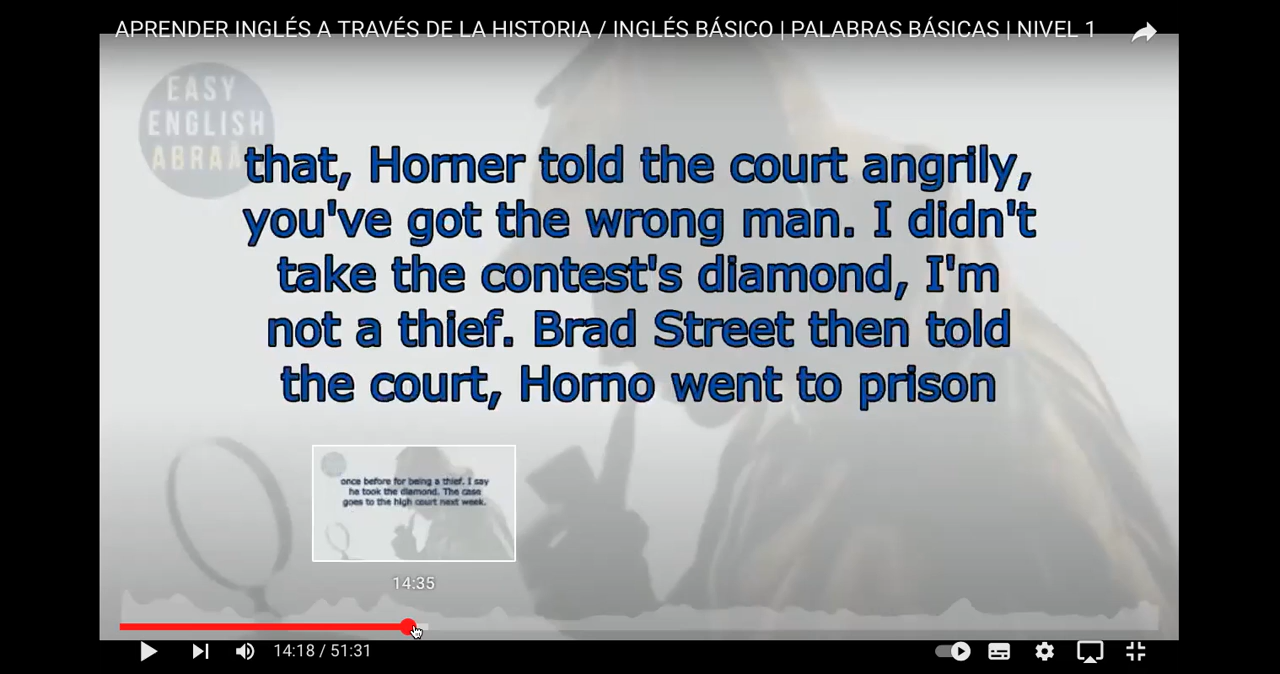 APRENDER INGLÉS A TRAVÉS DE LA HISTORIA / INGLÉS BÁSICO | PALABRAS BÁSICAS | NIVEL 1
EASY
ENGLISH
ABRAÃ
that, Horner told the court angrily,
you've got the wrong man. I didn't
take the contest's diamond, I'm
not a thief. Brad Street then told
the court, Horno went to prison
once before for being a thief. I say
he took the diamond. The case
goes to the high court next week.
14:35
14:18 / 51:31